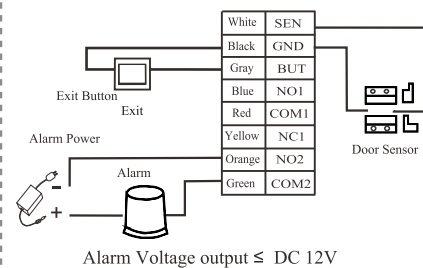 White SEN
Black GND
Gray BUT
Blue NO1
Red COM1
Yellow NC1
Orange NO2
Green COM2
Exit Button
Exit
Alarm Power
Alarm
Door Sensor
- 
+
Alarm Voltage output ≤ DC 12V